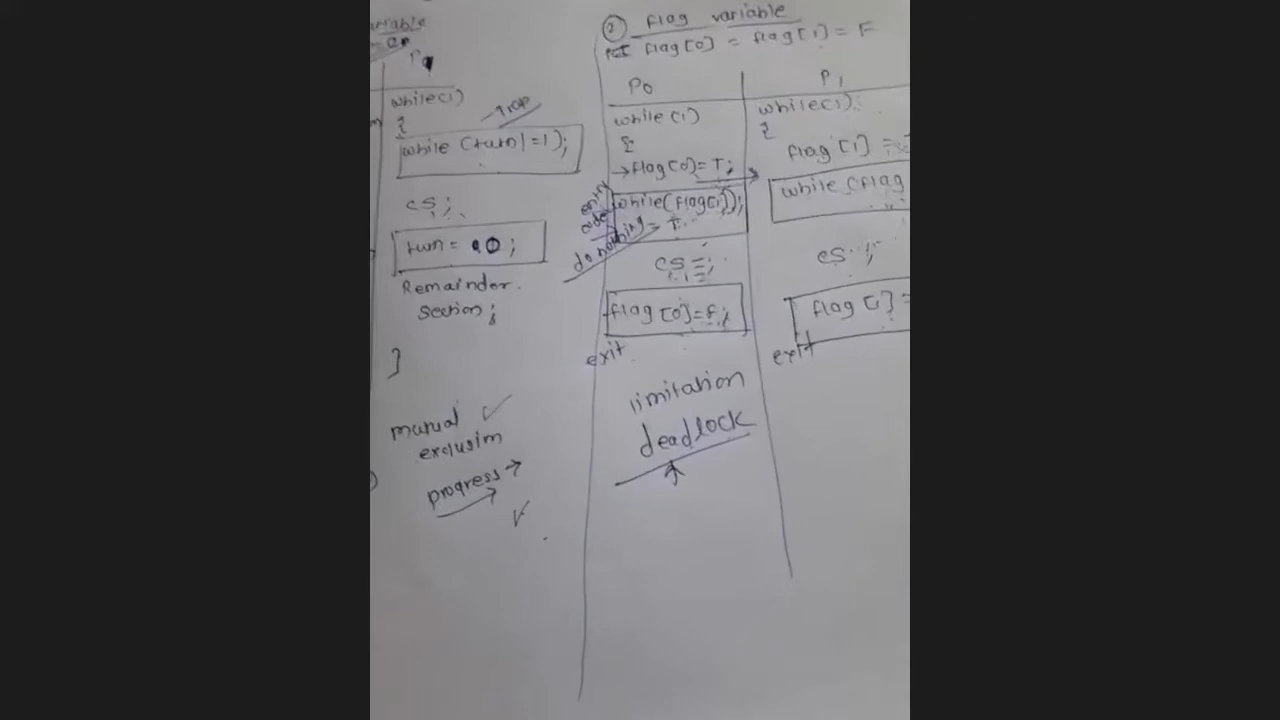 ariable
while(1)
{
Trap
while (turn!=1);
CS;
turn = 0;
Remainder
Section;
}
mutual ✓
exclusim
progress →
✓
② flag variable
flag[0] = flag[1] = F
P0
while(1)
{
→flag[0]=T;
entry
code
while(flag[1]);
do nothing = T
CS = ;
flag[0]=F;
exit
limitation
deadlock
P1
while(1);
{
flag[1] =
while (flag
CS ;
flag[1] =
exit